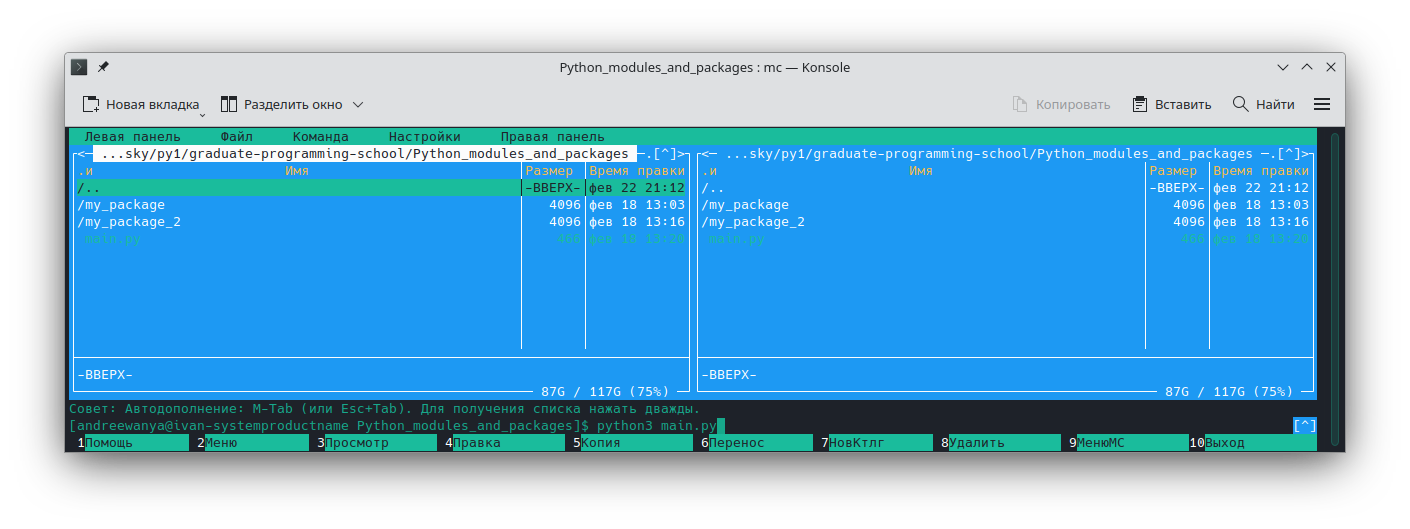 Python_modules_and_packages : mc — Konsole
Новая вкладка Разделить окно Копировать Вставить Найти
Левая панель Файл Команда Настройки Правая панель
<─ ...sky/py1/graduate-programming-school/Python_modules_and_packages ─.[^]> <─ ...sky/py1/graduate-programming-school/Python_modules_and_packages ─.[^]>
.и Имя Размер Время правки .и Имя Размер Время правки
/.. -ВВЕРХ- фев 22 21:12 /.. -ВВЕРХ- фев 22 21:12
/my_package 4096 фев 18 13:03 /my_package 4096 фев 18 13:03
/my_package_2 4096 фев 18 13:16 /my_package_2 4096 фев 18 13:16
main.py 466 фев 18 13:20 main.py 466 фев 18 13:20
-ВВЕРХ- -ВВЕРХ-
87G / 117G (75%) 87G / 117G (75%)
Совет: Автодополнение: M-Tab (или Esc+Tab). Для получения списка нажать дважды.
[andreewanya@ivan-systemproductname Python_modules_and_packages]$ python3 main.py [^]
1Помощь 2Меню 3Просмотр 4Правка 5Копия 6Перенос 7НовКтлг 8Удалить 9МенюMC 10Выход